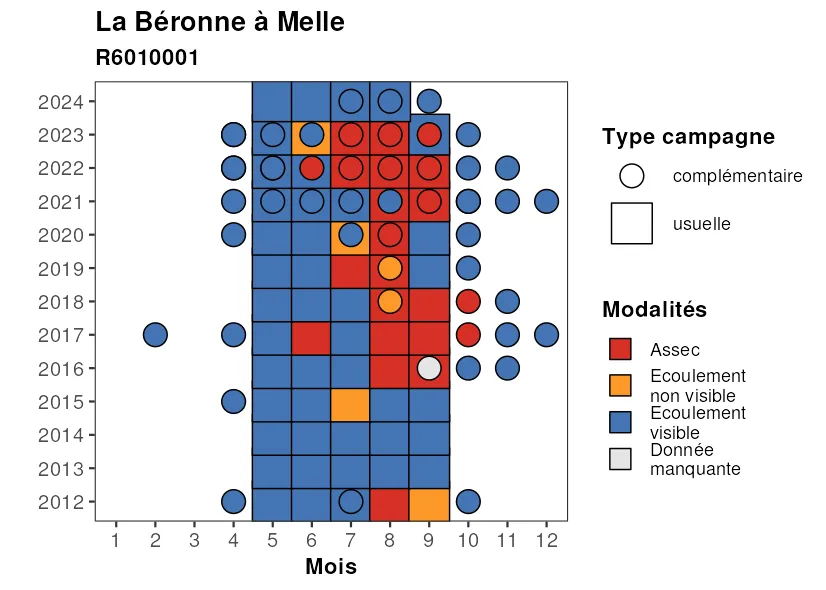 La Béronne à Melle
R6010001
2024
2023
2022
2021
2020
2019
2018
2017
2016
2015
2014
2013
2012
1 2 3 4 5 6 7 8 9 10 11 12
Mois
Type campagne
complémentaire
usuelle
Modalités
Assec
Ecoulement
non visible
Ecoulement
visible
Donnée
manquante